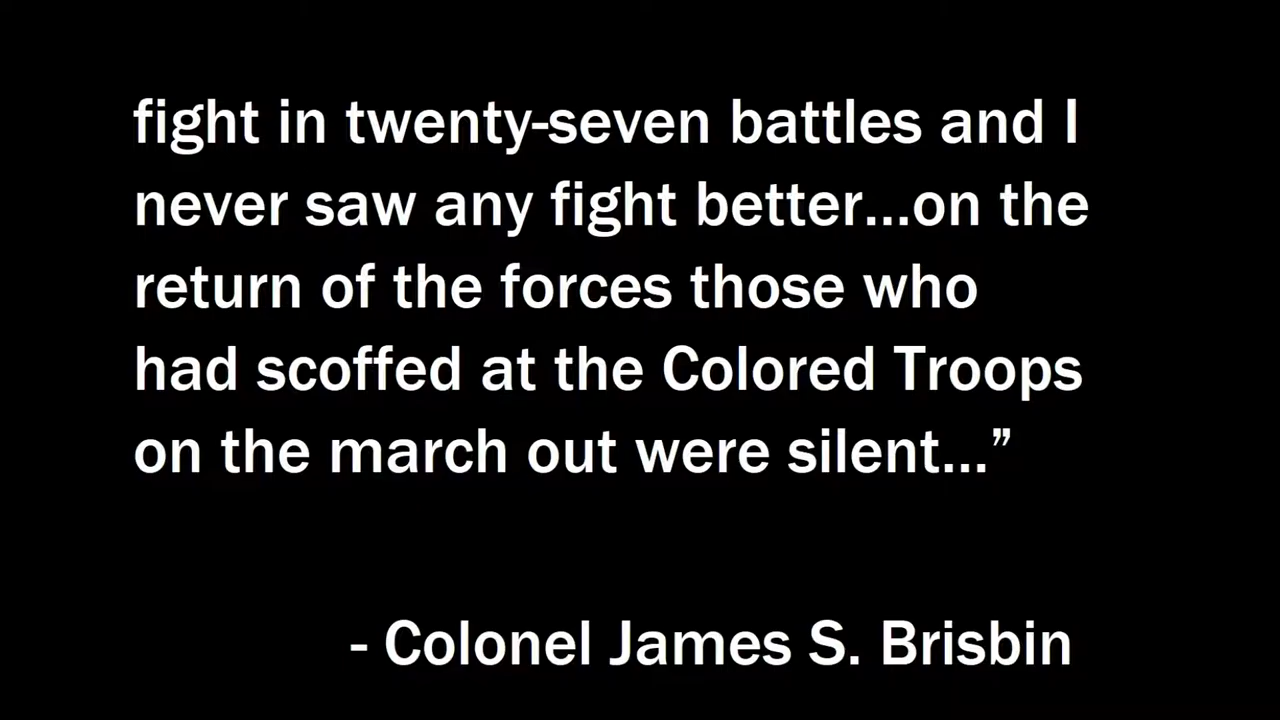 fight in twenty-seven battles and I
never saw any fight better...on the
return of the forces those who
had scoffed at the Colored Troops
on the march out were silent...”
- Colonel James S. Brisbin